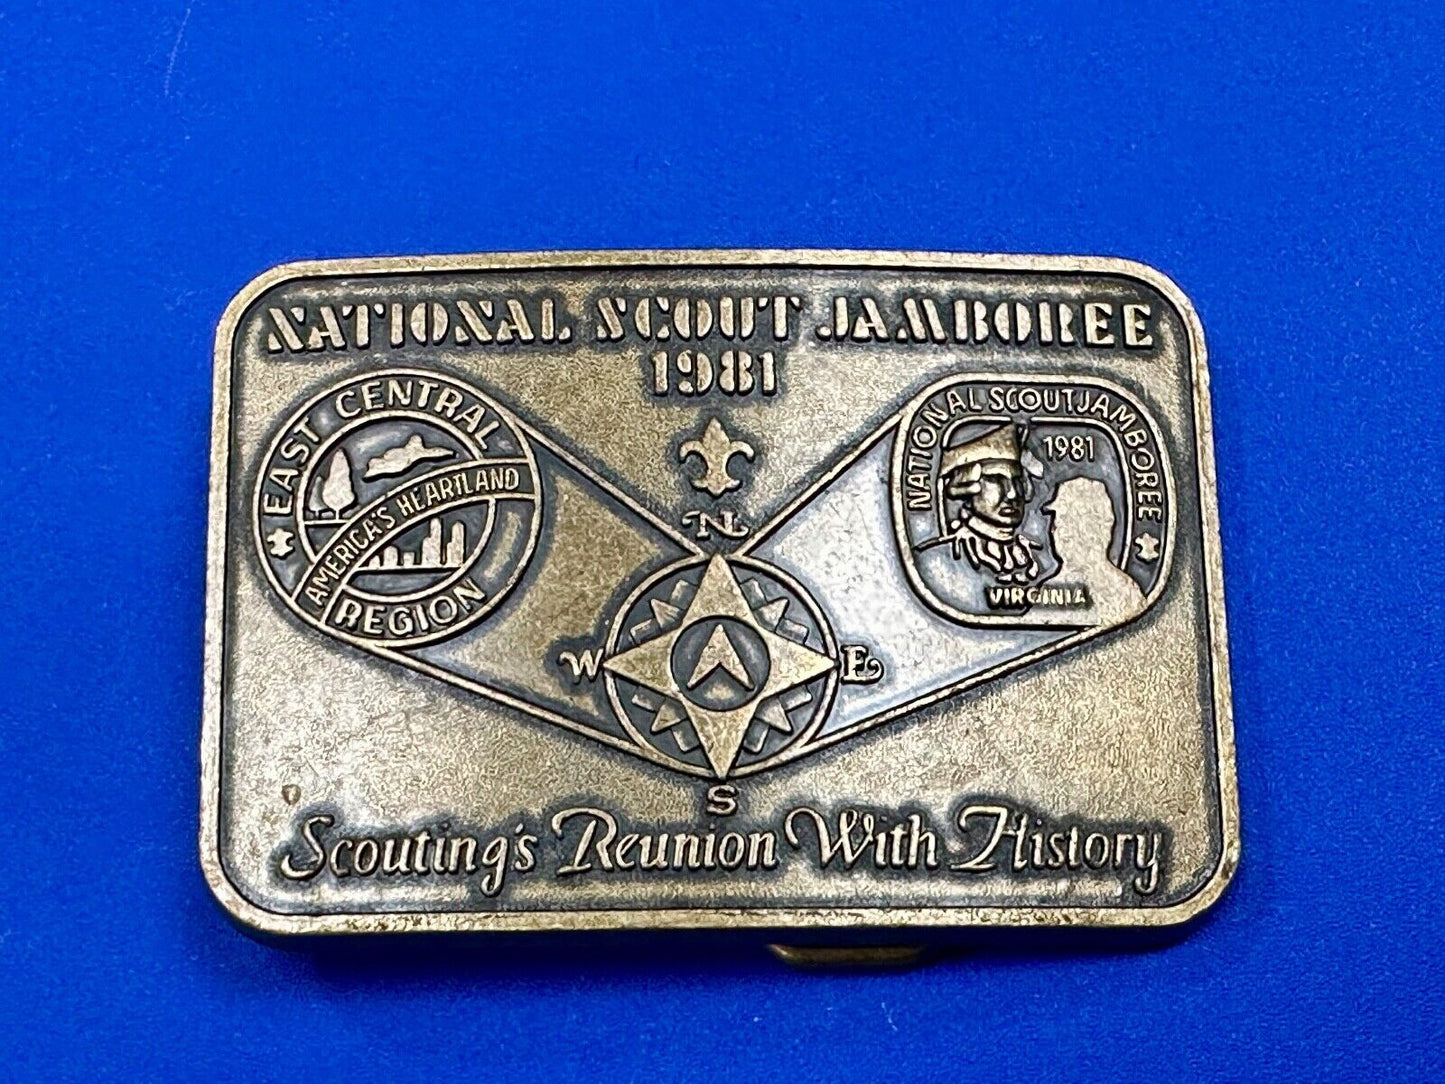 NATIONAL SCOUT JAMBOREE
1981
EAST CENTRAL
AMERICA'S HEARTLAND
REGION
NATIONAL SCOUT JAMBOREE
1981
VIRGINIA
N
W
E
S
Scouting's Reunion With History